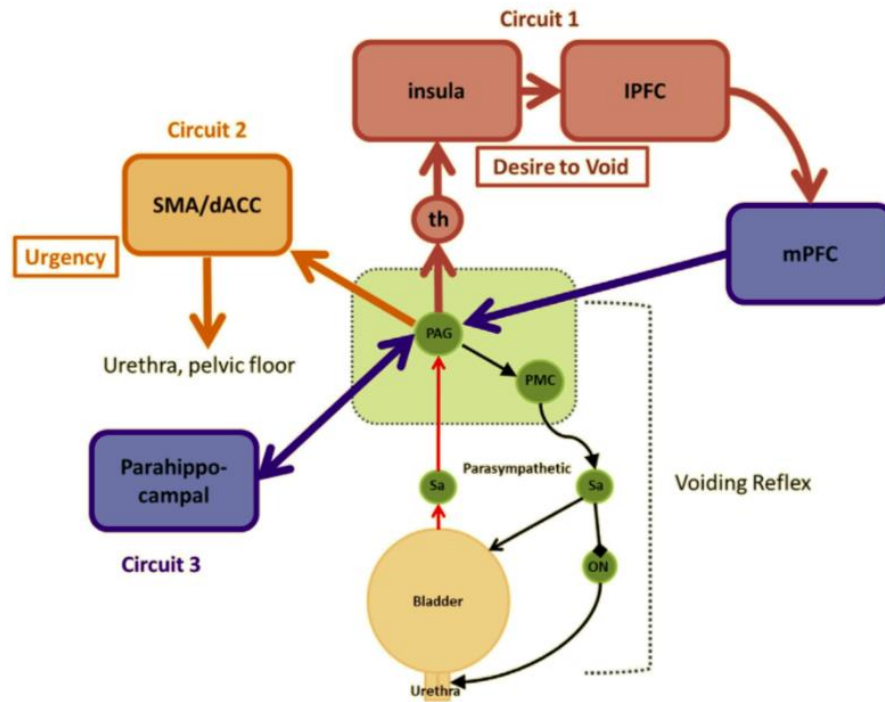 Circuit 1
insula
lPFC
Circuit 2
Desire to Void
SMA/dACC
th
Urgency
mPFC
PAG
Urethra, pelvic floor
PMC
Parahippo-
campal
Parasympathetic
Sa
Sa
Voiding Reflex
Circuit 3
ON
Bladder
Urethra